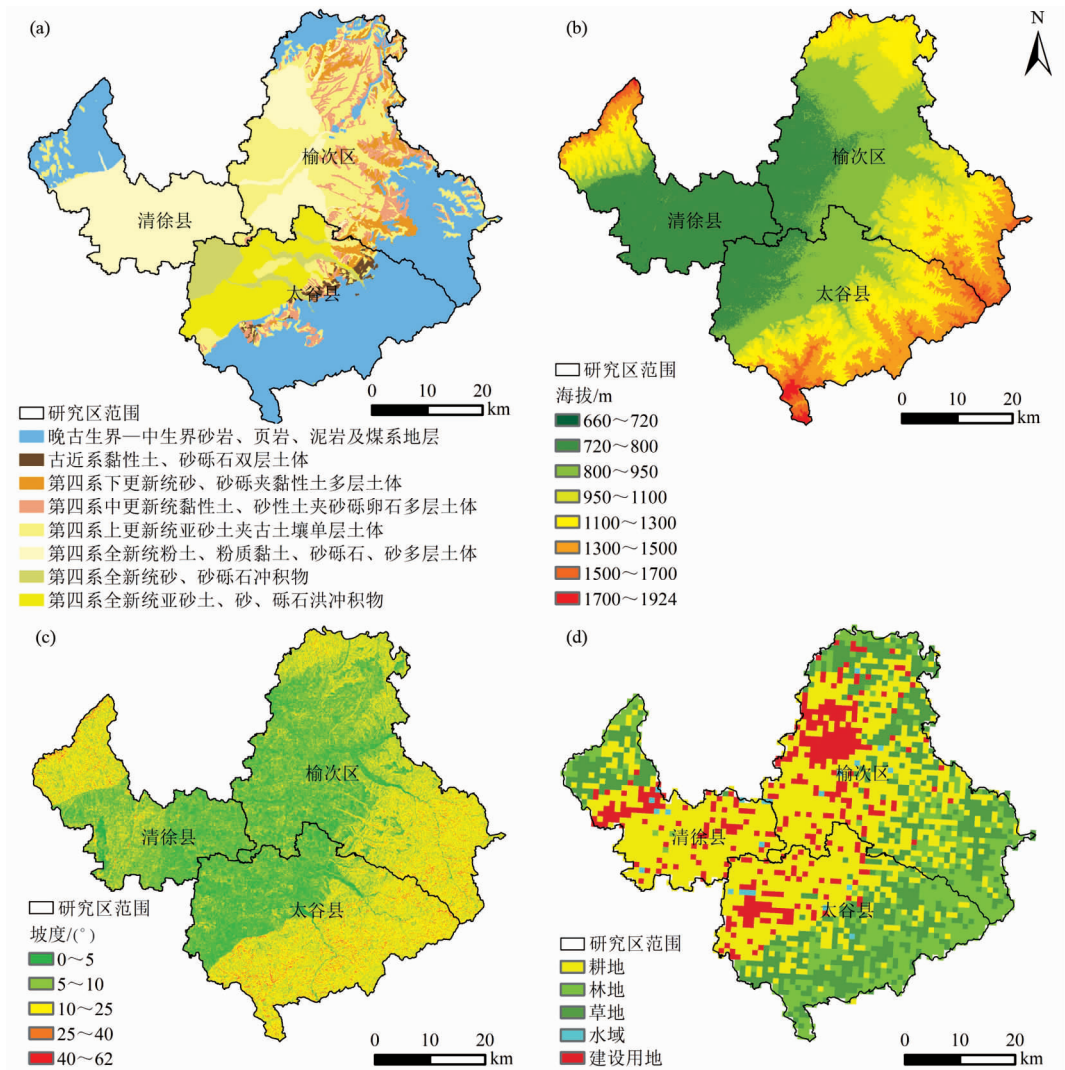 (a)
榆次区
清徐县
太谷县
0 10 20
km
研究区范围
晚古生界—中生界砂岩、页岩、泥岩及煤系地层
古近系黏性土、砂砾石双层土体
第四系下更新统砂、砂砾夹黏性土多层土体
第四系中更新统黏性土、砂性土夹砂砾卵石多层土体
第四系上更新统亚砂土夹古土壤单层土体
第四系全新统粉土、粉质黏土、砂砾石、砂多层土体
第四系全新统砂、砂砾石冲积物
第四系全新统亚砂土、砂、砾石洪冲积物
(b)
N
榆次区
清徐县
太谷县
研究区范围
海拔/m
660～720
720～800
800～950
950～1100
1100～1300
1300～1500
1500～1700
1700～1924
0 10 20
km
(c)
榆次区
清徐县
太谷县
研究区范围
坡度/(°)
0～5
5～10
10～25
25～40
40～62
0 10 20
km
(d)
榆次区
清徐县
太谷县
研究区范围
耕地
林地
草地
水域
建设用地
0 10 20
km